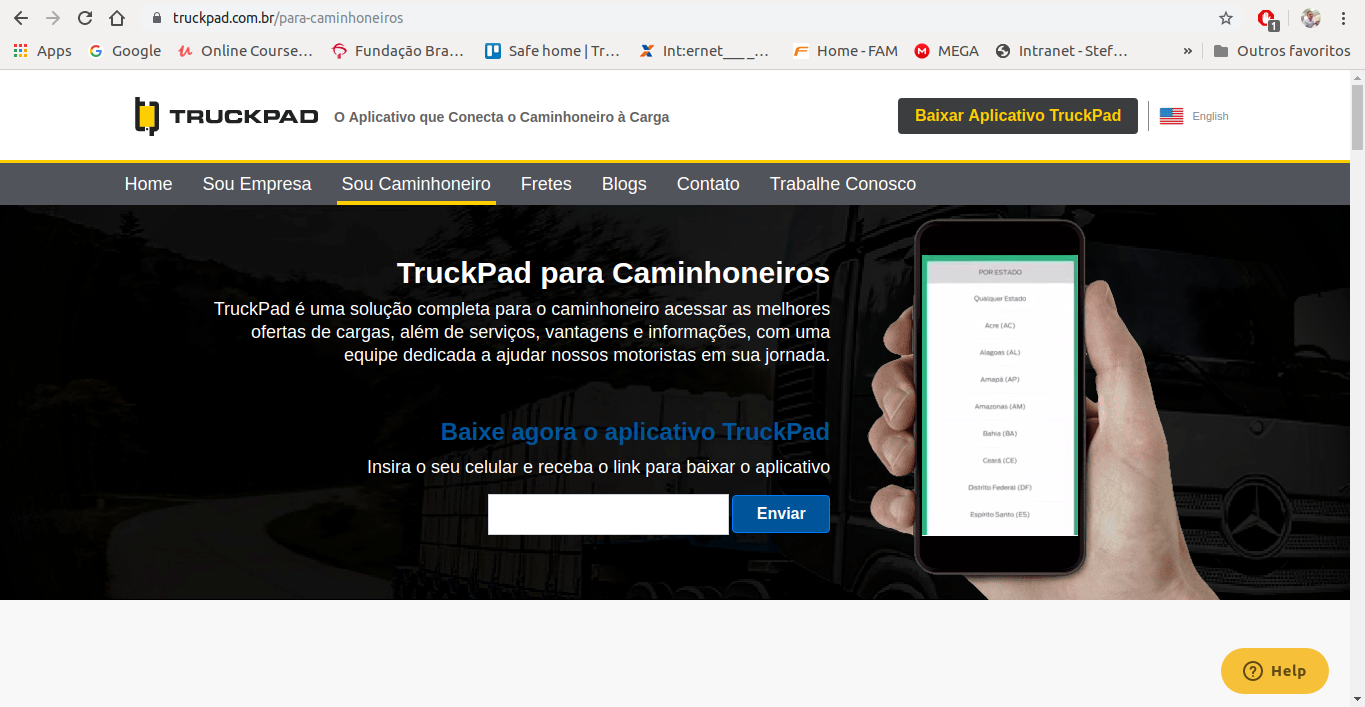 truckpad.com.br/para-caminhoneiros
1
Apps
Google
Online Course…
Fundação Bra…
Safe home | Tr…
Int:ernet___ _…
Home - FAM
MEGA
Intranet - Stef…
»
Outros favoritos
TRUCKPAD
O Aplicativo que Conecta o Caminhoneiro à Carga
Baixar Aplicativo TruckPad
English
Home
Sou Empresa
Sou Caminhoneiro
Fretes
Blogs
Contato
Trabalhe Conosco
TruckPad para Caminhoneiros
TruckPad é uma solução completa para o caminhoneiro acessar as melhores
ofertas de cargas, além de serviços, vantagens e informações, com uma
equipe dedicada a ajudar nossos motoristas em sua jornada.
Baixe agora o aplicativo TruckPad
Insira o seu celular e receba o link para baixar o aplicativo
Enviar
POR ESTADO
Qualquer Estado
Acre (AC)
Alagoas (AL)
Amapá (AP)
Amazonas (AM)
Bahia (BA)
Ceará (CE)
Distrito Federal (DF)
Espírito Santo (ES)
Help